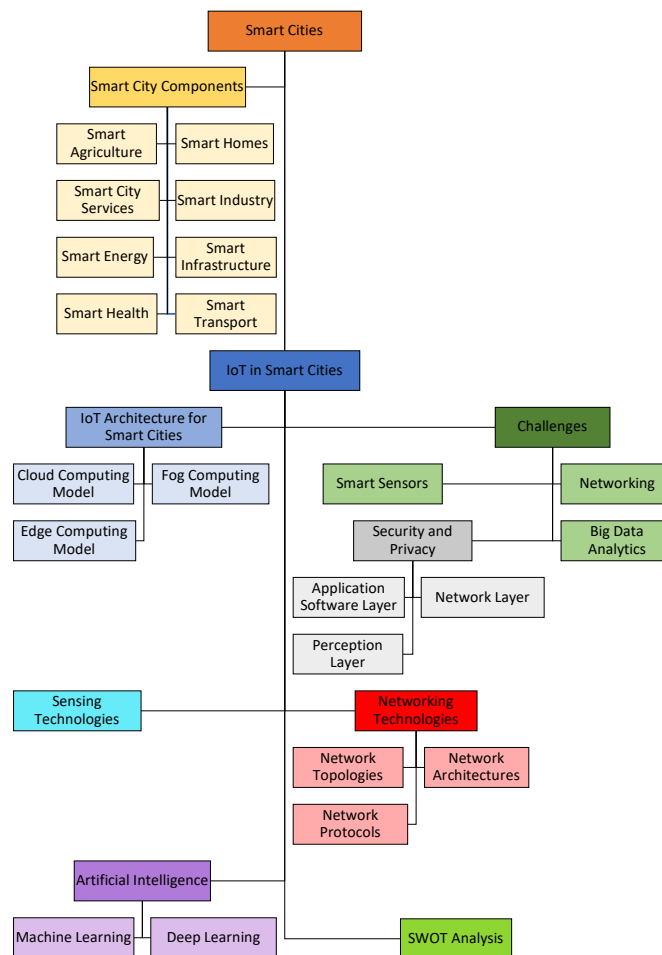 Smart Cities
Smart City Components
Smart
Agriculture
Smart Homes
Smart City
Services
Smart Industry
Smart Energy
Smart
Infrastructure
Smart Health
Smart
Transport
IoT in Smart Cities
IoT Architecture for
Smart Cities
Challenges
Cloud Computing
Model
Fog Computing
Model
Smart Sensors
Networking
Edge Computing
Model
Security and
Privacy
Big Data
Analytics
Application
Software Layer
Network Layer
Perception
Layer
Sensing
Technologies
Networking
Technologies
Network
Topologies
Network
Architectures
Network
Protocols
Artificial Intelligence
Machine Learning
Deep Learning
SWOT Analysis